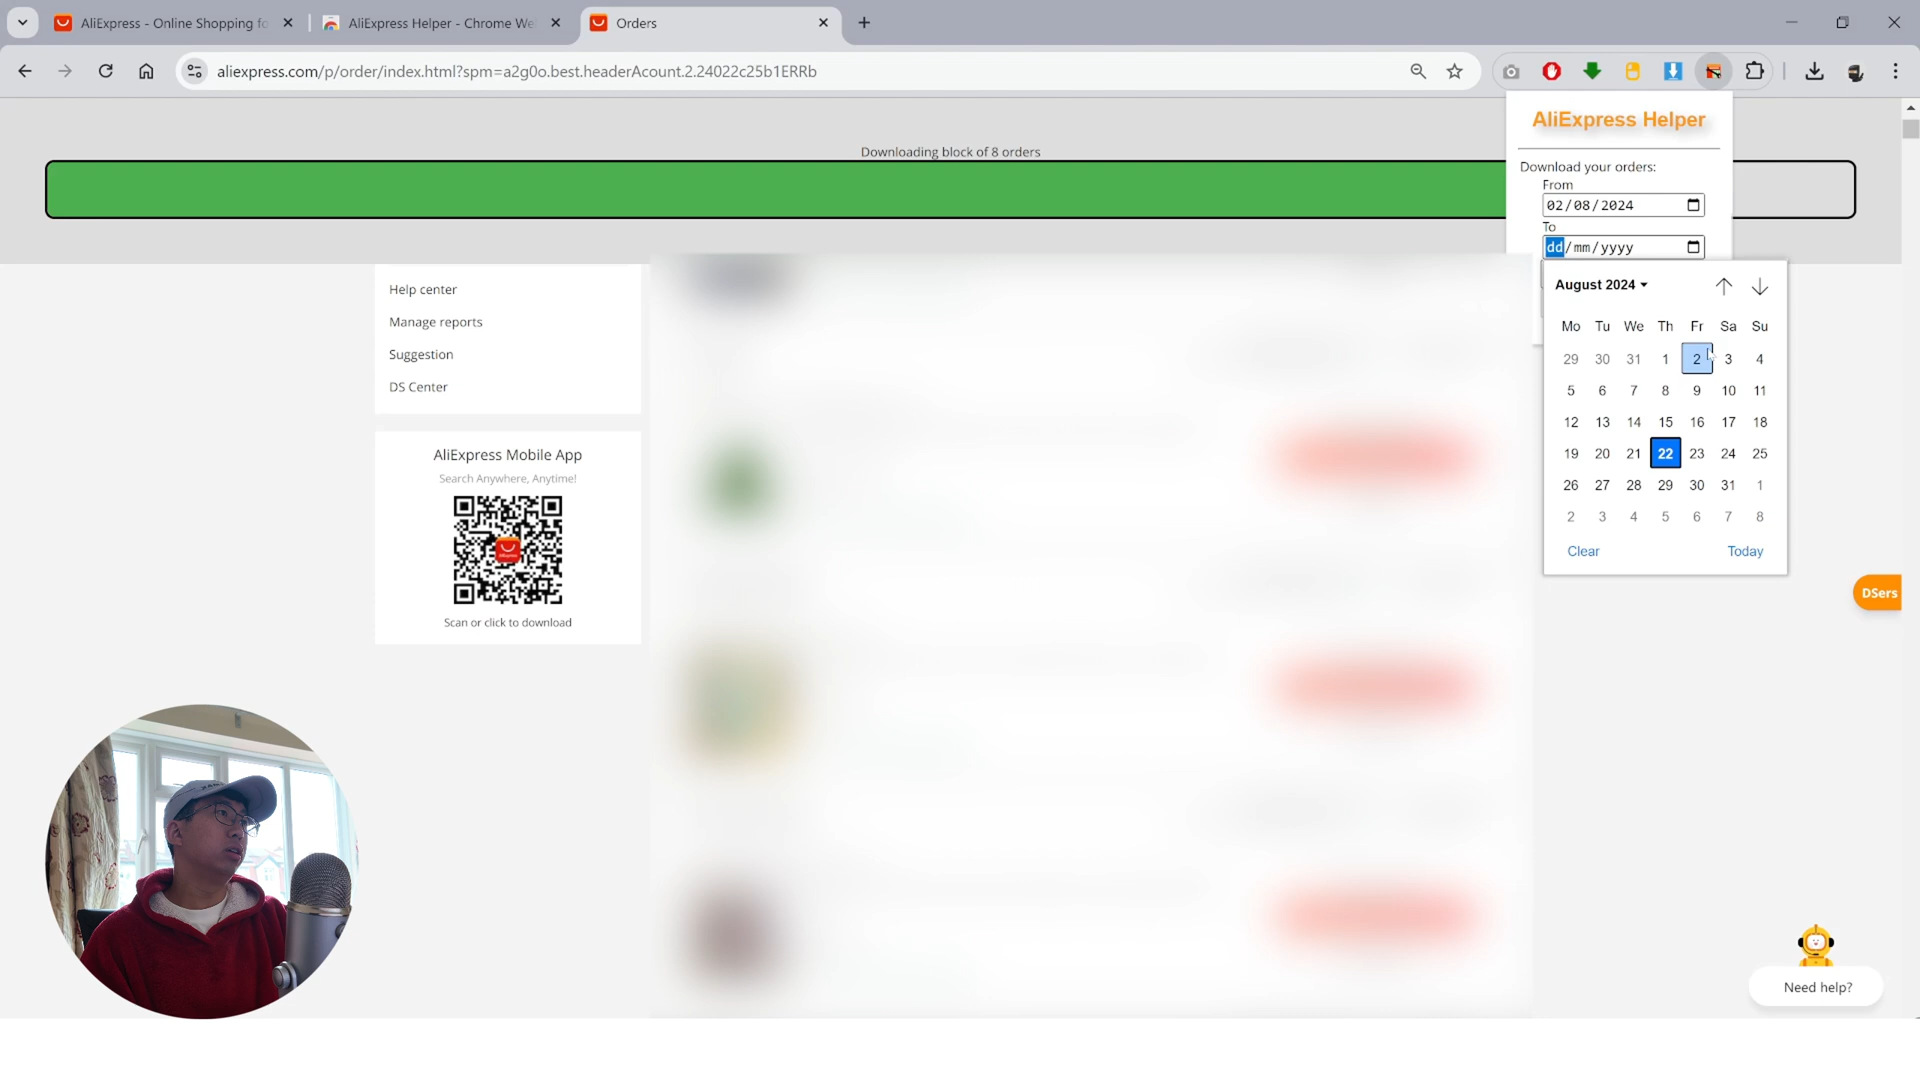 AliExpress - Online Shopping fo
AliExpress Helper - Chrome We
Orders
aliexpress.com/p/order/index.html?spm=a2g0o.best.headerAcount.2.24022c25b1ERRb
Downloading block of 8 orders
AliExpress Helper
Download your orders:
From
02/08/2024
To
dd/mm/yyyy
August 2024
Mo Tu We Th Fr Sa Su
29 30 31 1 2 3 4
5 6 7 8 9 10 11
12 13 14 15 16 17 18
19 20 21 22 23 24 25
26 27 28 29 30 31 1
2 3 4 5 6 7 8
Clear Today
Help center
Manage reports
Suggestion
DS Center
AliExpress Mobile App
Search Anywhere, Anytime!
Scan or click to download
DSers
Need help?